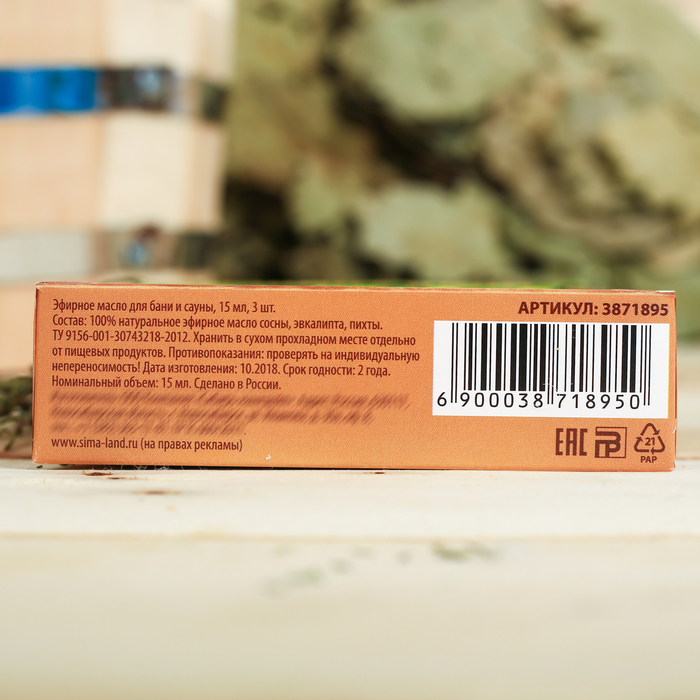 Эфирное масло для бани и сауны, 15 мл, 3 шт.
Состав: 100% натуральное эфирное масло сосны, эвкалипта, пихты.
ТУ 9156-001-30743218-2012. Хранить в сухом прохладном месте отдельно
от пищевых продуктов. Противопоказания: проверять на индивидуальную
непереносимость! Дата изготовления: 10.2018. Срок годности: 2 года.
Номинальный объем: 15 мл. Сделано в России.
www.sima-land.ru (на правах рекламы)
АРТИКУЛ: 3871895
6 900038 718950
EAC
21
PAP